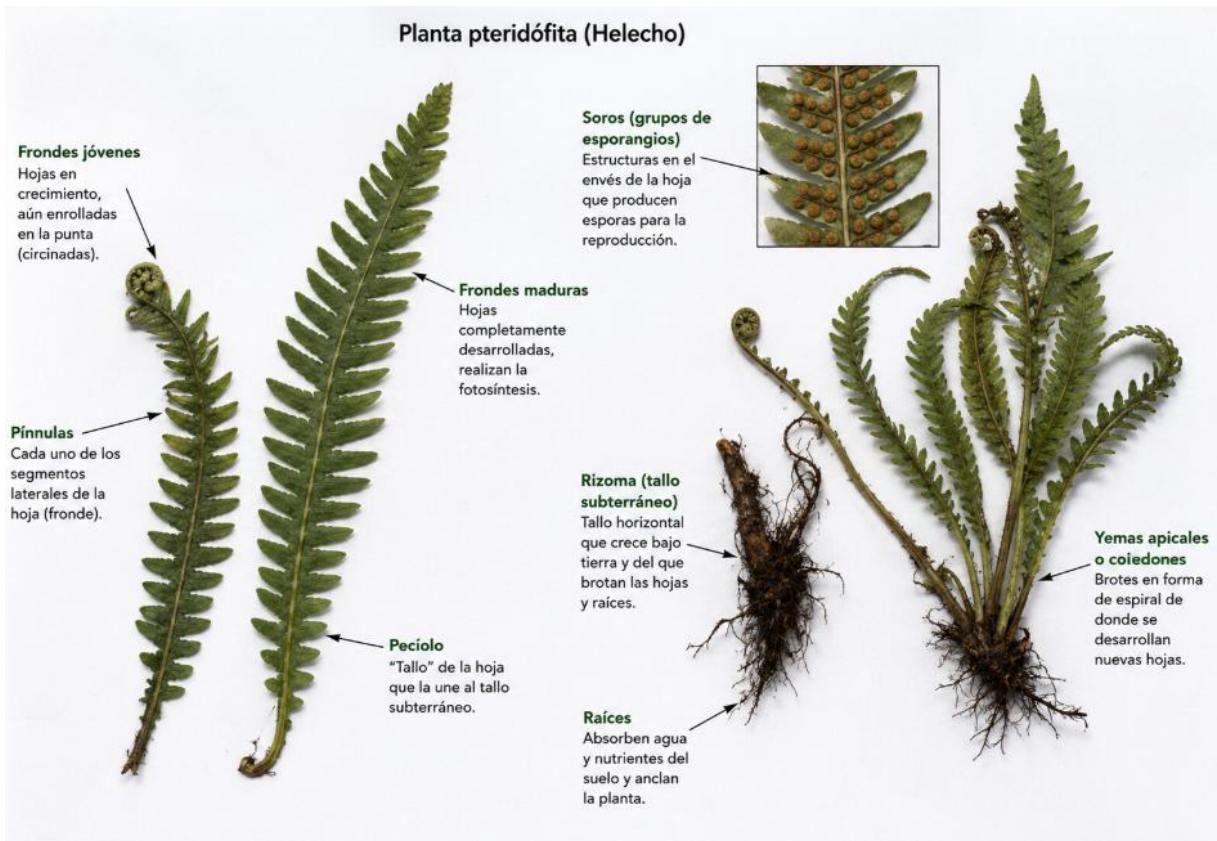 Planta pteridófita (Helecho)
Frondes jóvenes
Hojas en
crecimiento,
aún enrolladas
en la punta
(circinadas).
Pínnulas
Cada uno de los
segmentos
laterales de la
hoja (fronde).
Frondes maduras
Hojas
completamente
desarrolladas,
realizan la
fotosíntesis.
Pecíolo
“Tallo” de la hoja
que la une al tallo
subterráneo.
Soros (grupos de
esporangios)
Estructuras en el
envés de la hoja
que producen
esporas para la
reproducción.
Rizoma (tallo
subterráneo)
Tallo horizontal
que crece bajo
tierra y del que
brotan las hojas
y raíces.
Raíces
Absorben agua
y nutrientes del
suelo y anclan
la planta.
Yemas apicales
o coiedones
Brotes en forma
de espiral de
donde se
desarrollan
nuevas hojas.